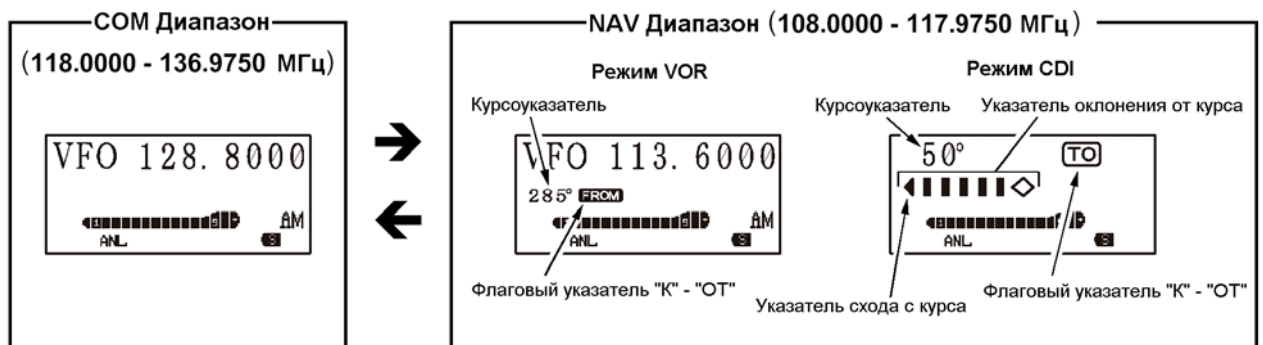 COM Диапазон
(118.0000 - 136.9750 МГц)
VFO 128.8000
AM
ANL
S
NAV Диапазон (108.0000 - 117.9750 МГц)
Режим VOR
Курсоуказатель
VFO 113.6000
285° FROM
AM
ANL
S
Флаговый указатель "К" - "ОТ"
Режим CDI
Курсоуказатель
Указатель оклонения от курса
50°
TO
ANL
S
Указатель схода с курса
Флаговый указатель "К" - "ОТ"